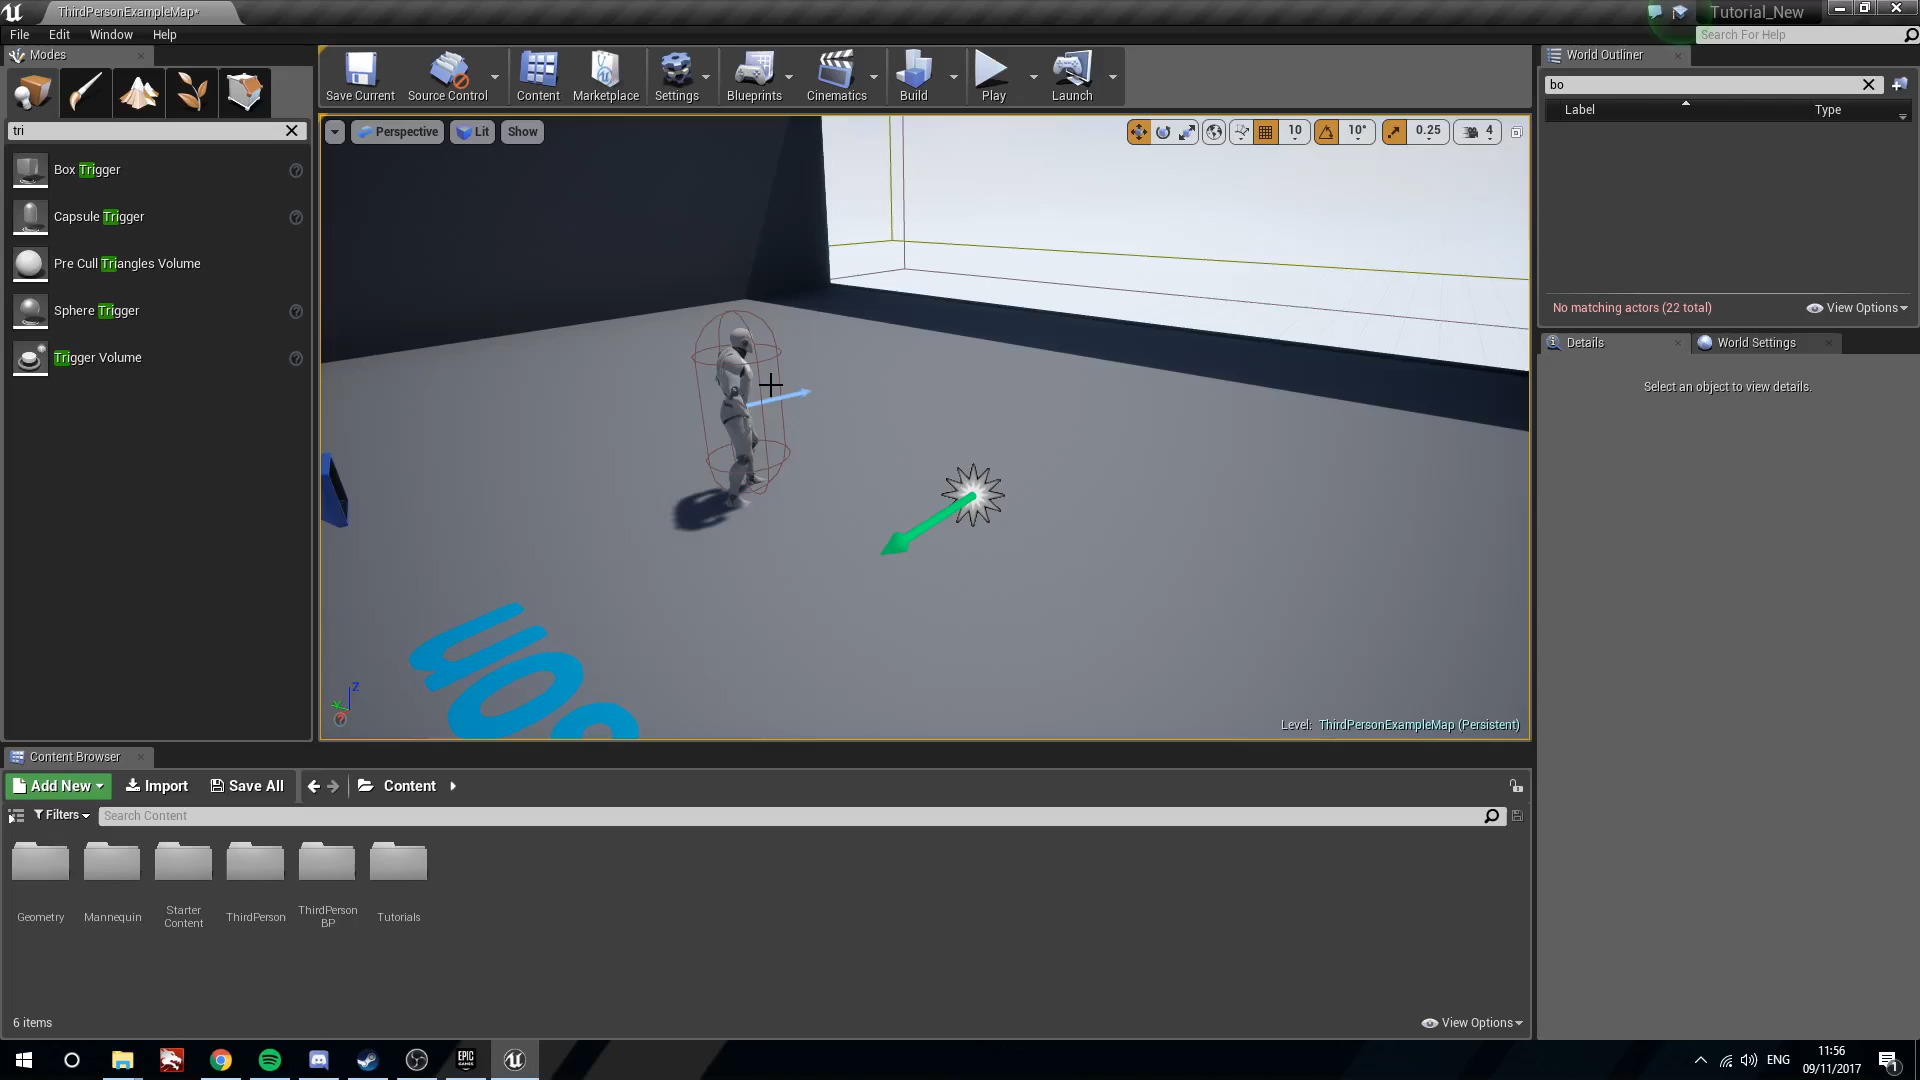 ThirdPersonExampleMap*
Tutorial_New
File Edit Window Help
Search For Help
Modes
tri
Box Trigger
Capsule Trigger
Pre Cull Triangles Volume
Sphere Trigger
Trigger Volume
Save Current
Source Control
Content
Marketplace
Settings
Blueprints
Cinematics
Build
Play
Launch
Perspective
Lit
Show
10
10°
0.25
4
Z
Level: ThirdPersonExampleMap (Persistent)
World Outliner
bo
Label
Type
No matching actors (22 total)
View Options
Details
World Settings
Select an object to view details.
Content Browser
Add New
Import
Save All
Content
Filters
Search Content
Geometry
Mannequin
Starter
Content
ThirdPerson
ThirdPerson
BP
Tutorials
6 items
View Options
EPIC
GAMES
ENG
11:56
09/11/2017
1